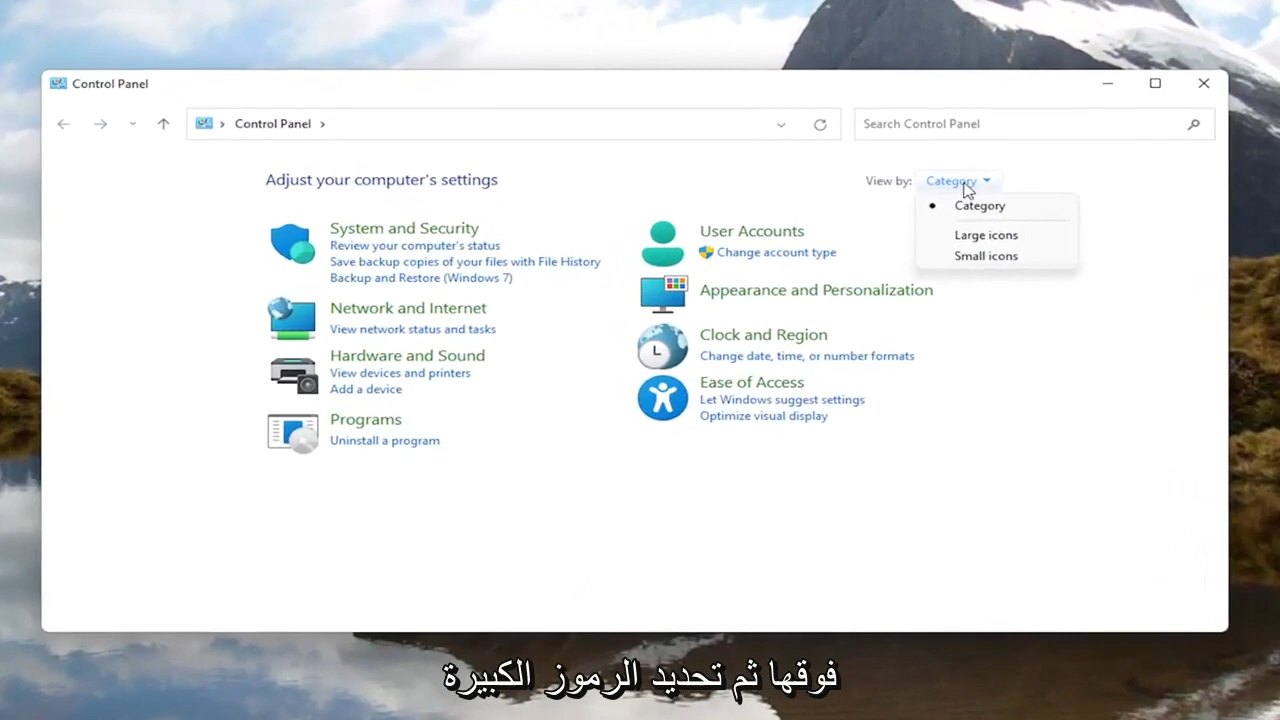 Control Panel
Control Panel
Search Control Panel
Adjust your computer's settings
View by: Category
Category
Large icons
Small icons
System and Security
Review your computer's status
Save backup copies of your files with File History
Backup and Restore (Windows 7)
Network and Internet
View network status and tasks
Hardware and Sound
View devices and printers
Add a device
Programs
Uninstall a program
User Accounts
Change account type
Appearance and Personalization
Clock and Region
Change date, time, or number formats
Ease of Access
Let Windows suggest settings
Optimize visual display
فوقها ثم تحديد الرموز الكبيرة